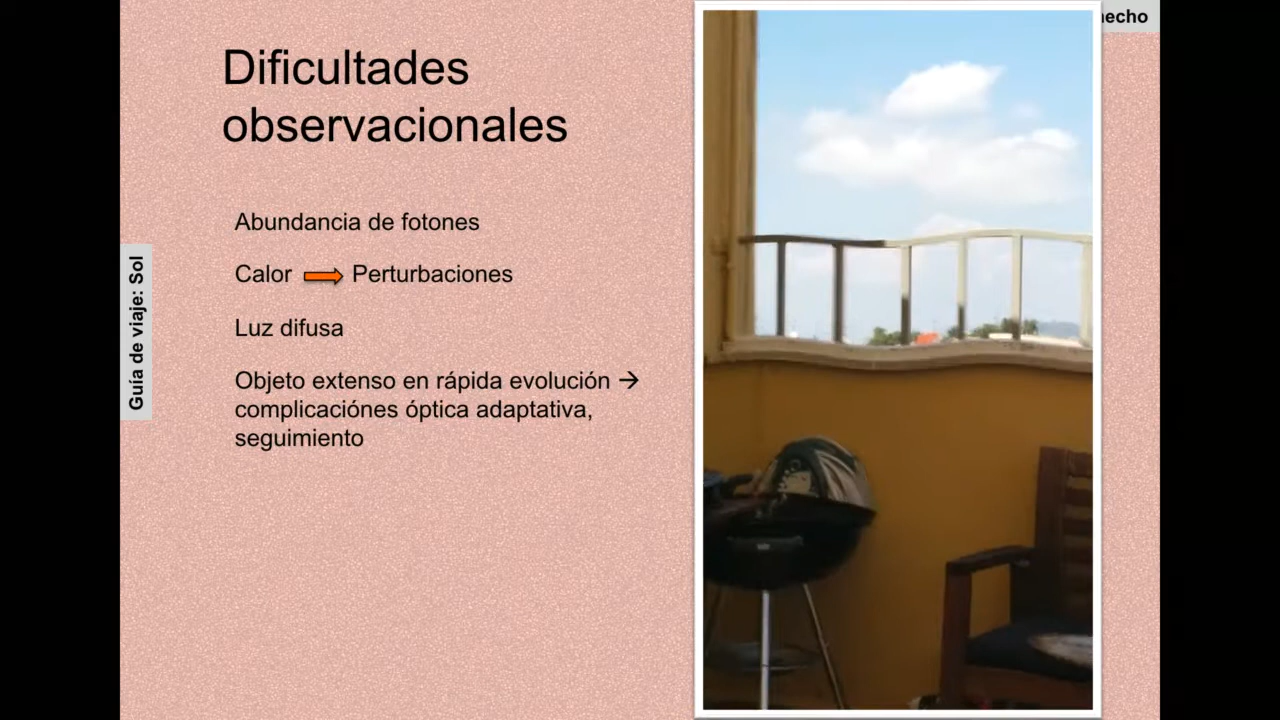 Dificultades
observacionales
Abundancia de fotones
Calor Perturbaciones
Luz difusa
Objeto extenso en rápida evolución →
complicaciónes óptica adaptativa,
seguimiento
Guía de viaje: Sol